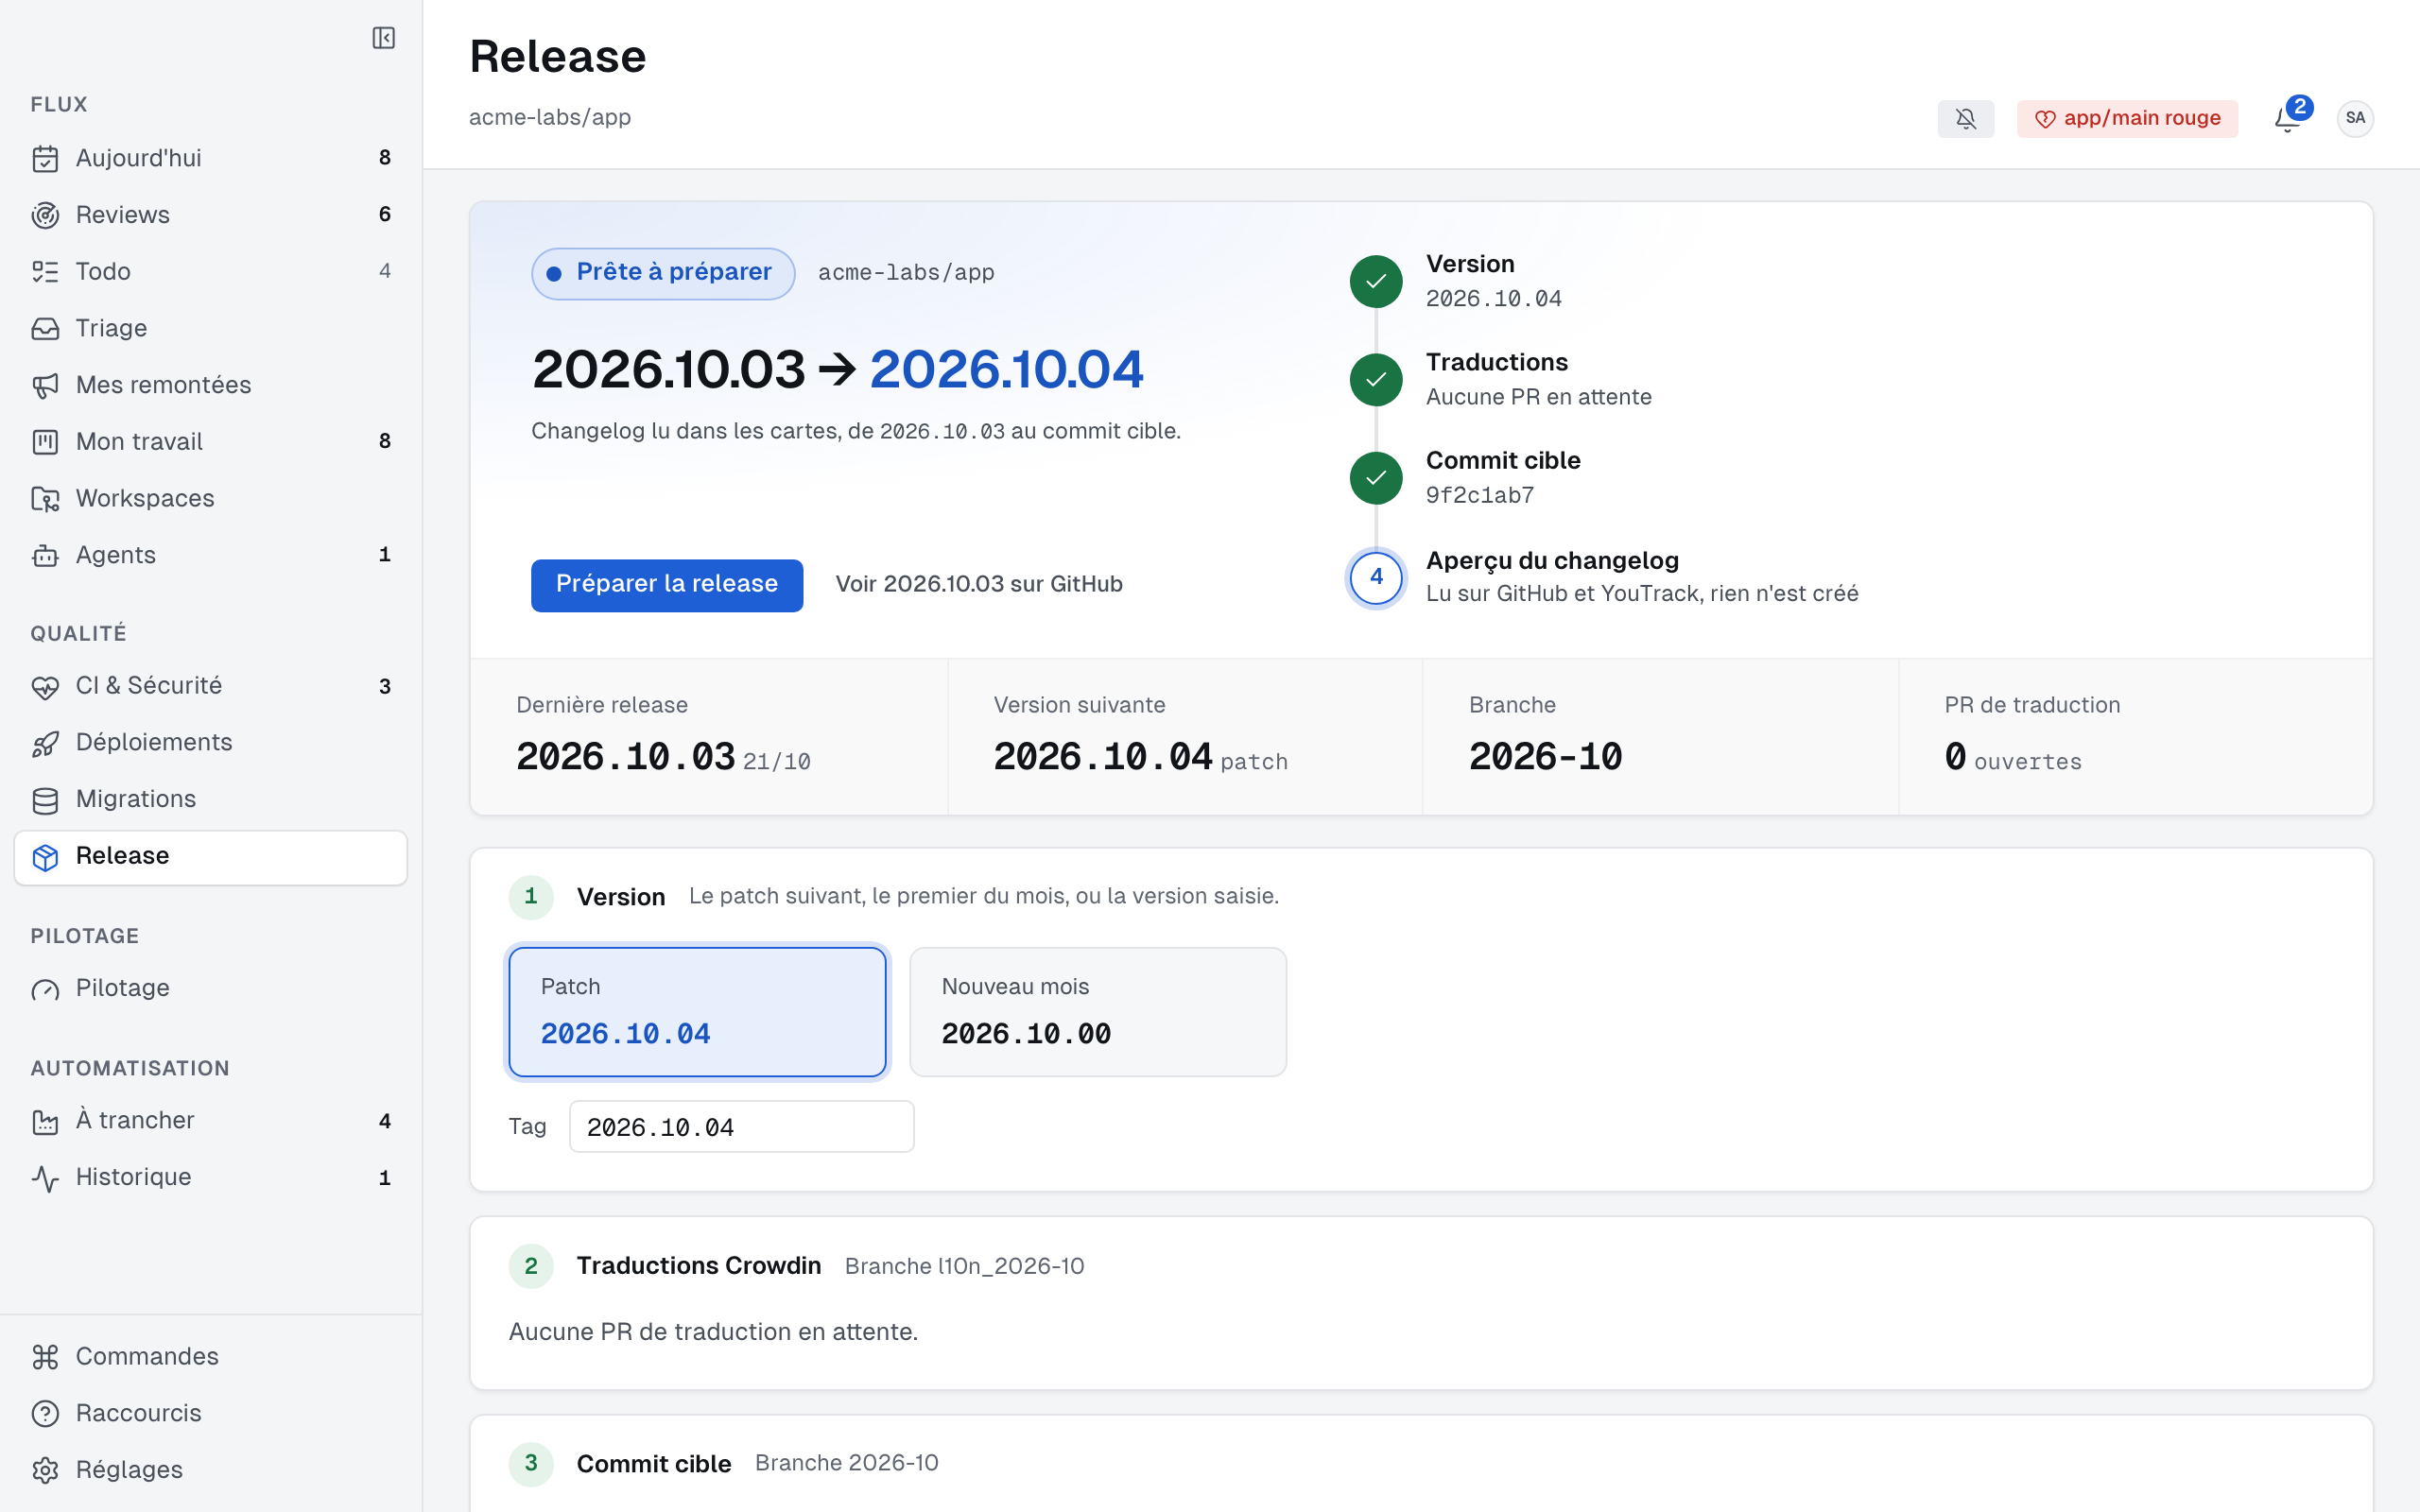 FLUX
Aujourd'hui 8
Reviews 6
Todo 4
Triage
Mes remontées
Mon travail 8
Workspaces
Agents 1
QUALITÉ
CI & Sécurité 3
Déploiements
Migrations
Release
PILOTAGE
Pilotage
AUTOMATISATION
À trancher 4
Historique 1
Commandes
Raccourcis
Réglages
Release
acme-labs/app
app/main rouge
2
SA
Prête à préparer acme-labs/app
2026.10.03 → 2026.10.04
Changelog lu dans les cartes, de 2026.10.03 au commit cible.
Préparer la release Voir 2026.10.03 sur GitHub
Version
2026.10.04
Traductions
Aucune PR en attente
Commit cible
9f2c1ab7
4 Aperçu du changelog
Lu sur GitHub et YouTrack, rien n'est créé
Dernière release
2026.10.03 21/10
Version suivante
2026.10.04 patch
Branche
2026-10
PR de traduction
0 ouvertes
1 Version Le patch suivant, le premier du mois, ou la version saisie.
Patch
2026.10.04
Nouveau mois
2026.10.00
Tag 2026.10.04
2 Traductions Crowdin Branche l10n_2026-10
Aucune PR de traduction en attente.
3 Commit cible Branche 2026-10